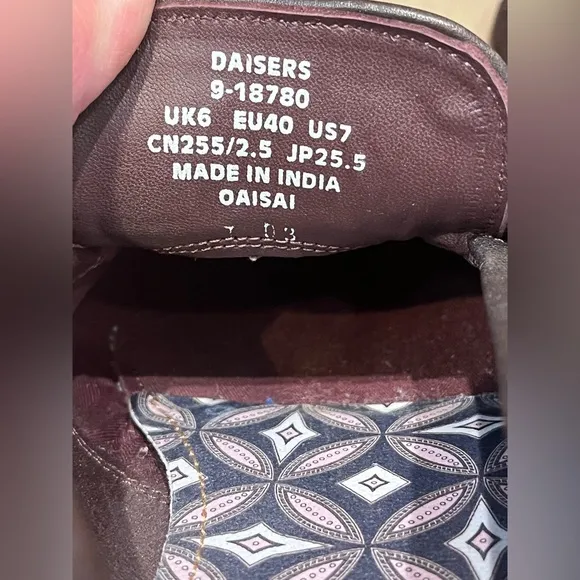 DAISERS
9-18780
UK6 EU40 US7
CN255/2.5 JP25.5
MADE IN INDIA
OAISAI